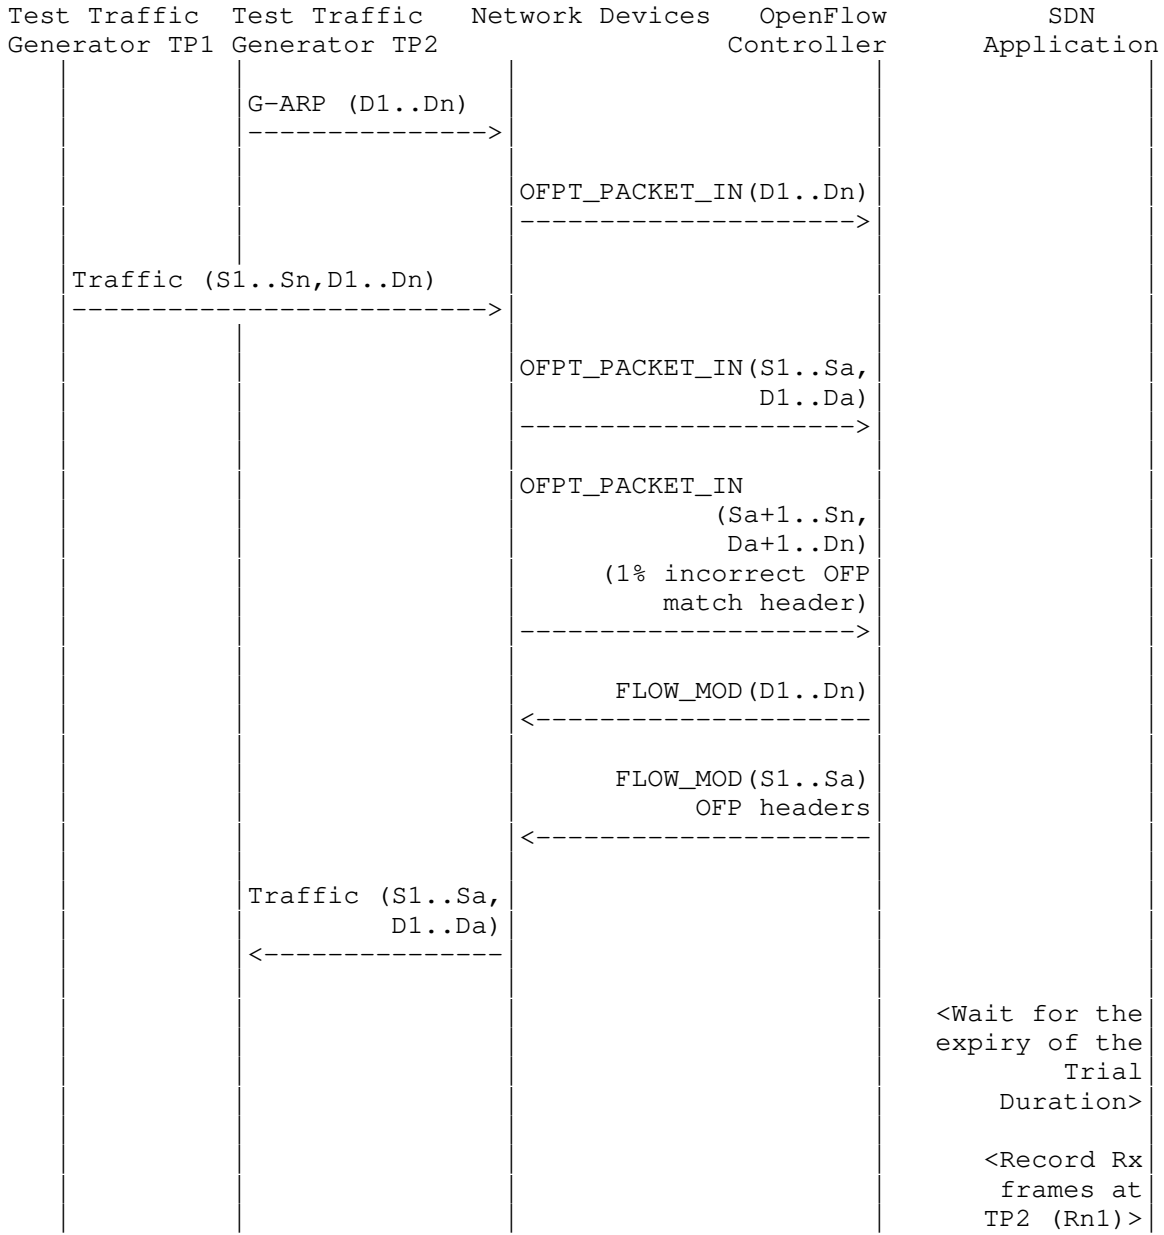 Test Traffic  Test Traffic   Network Devices   OpenFlow          SDN
Generator TP1 Generator TP2                  Controller      Application
G-ARP (D1..Dn)
--------------->
OFPT_PACKET_IN(D1..Dn)
--------------------->
Traffic (S1..Sn,D1..Dn)
-------------------------->
OFPT_PACKET_IN(S1..Sa,
D1..Da)
--------------------->
OFPT_PACKET_IN
(Sa+1..Sn,
Da+1..Dn)
(1% incorrect OFP
match header)
--------------------->
FLOW_MOD(D1..Dn)
<---------------------
FLOW_MOD(S1..Sa)
OFP headers
<---------------------
Traffic (S1..Sa,
D1..Da)
<---------------
<Wait for the
expiry of the
Trial
Duration>
<Record Rx
frames at
TP2 (Rn1)>